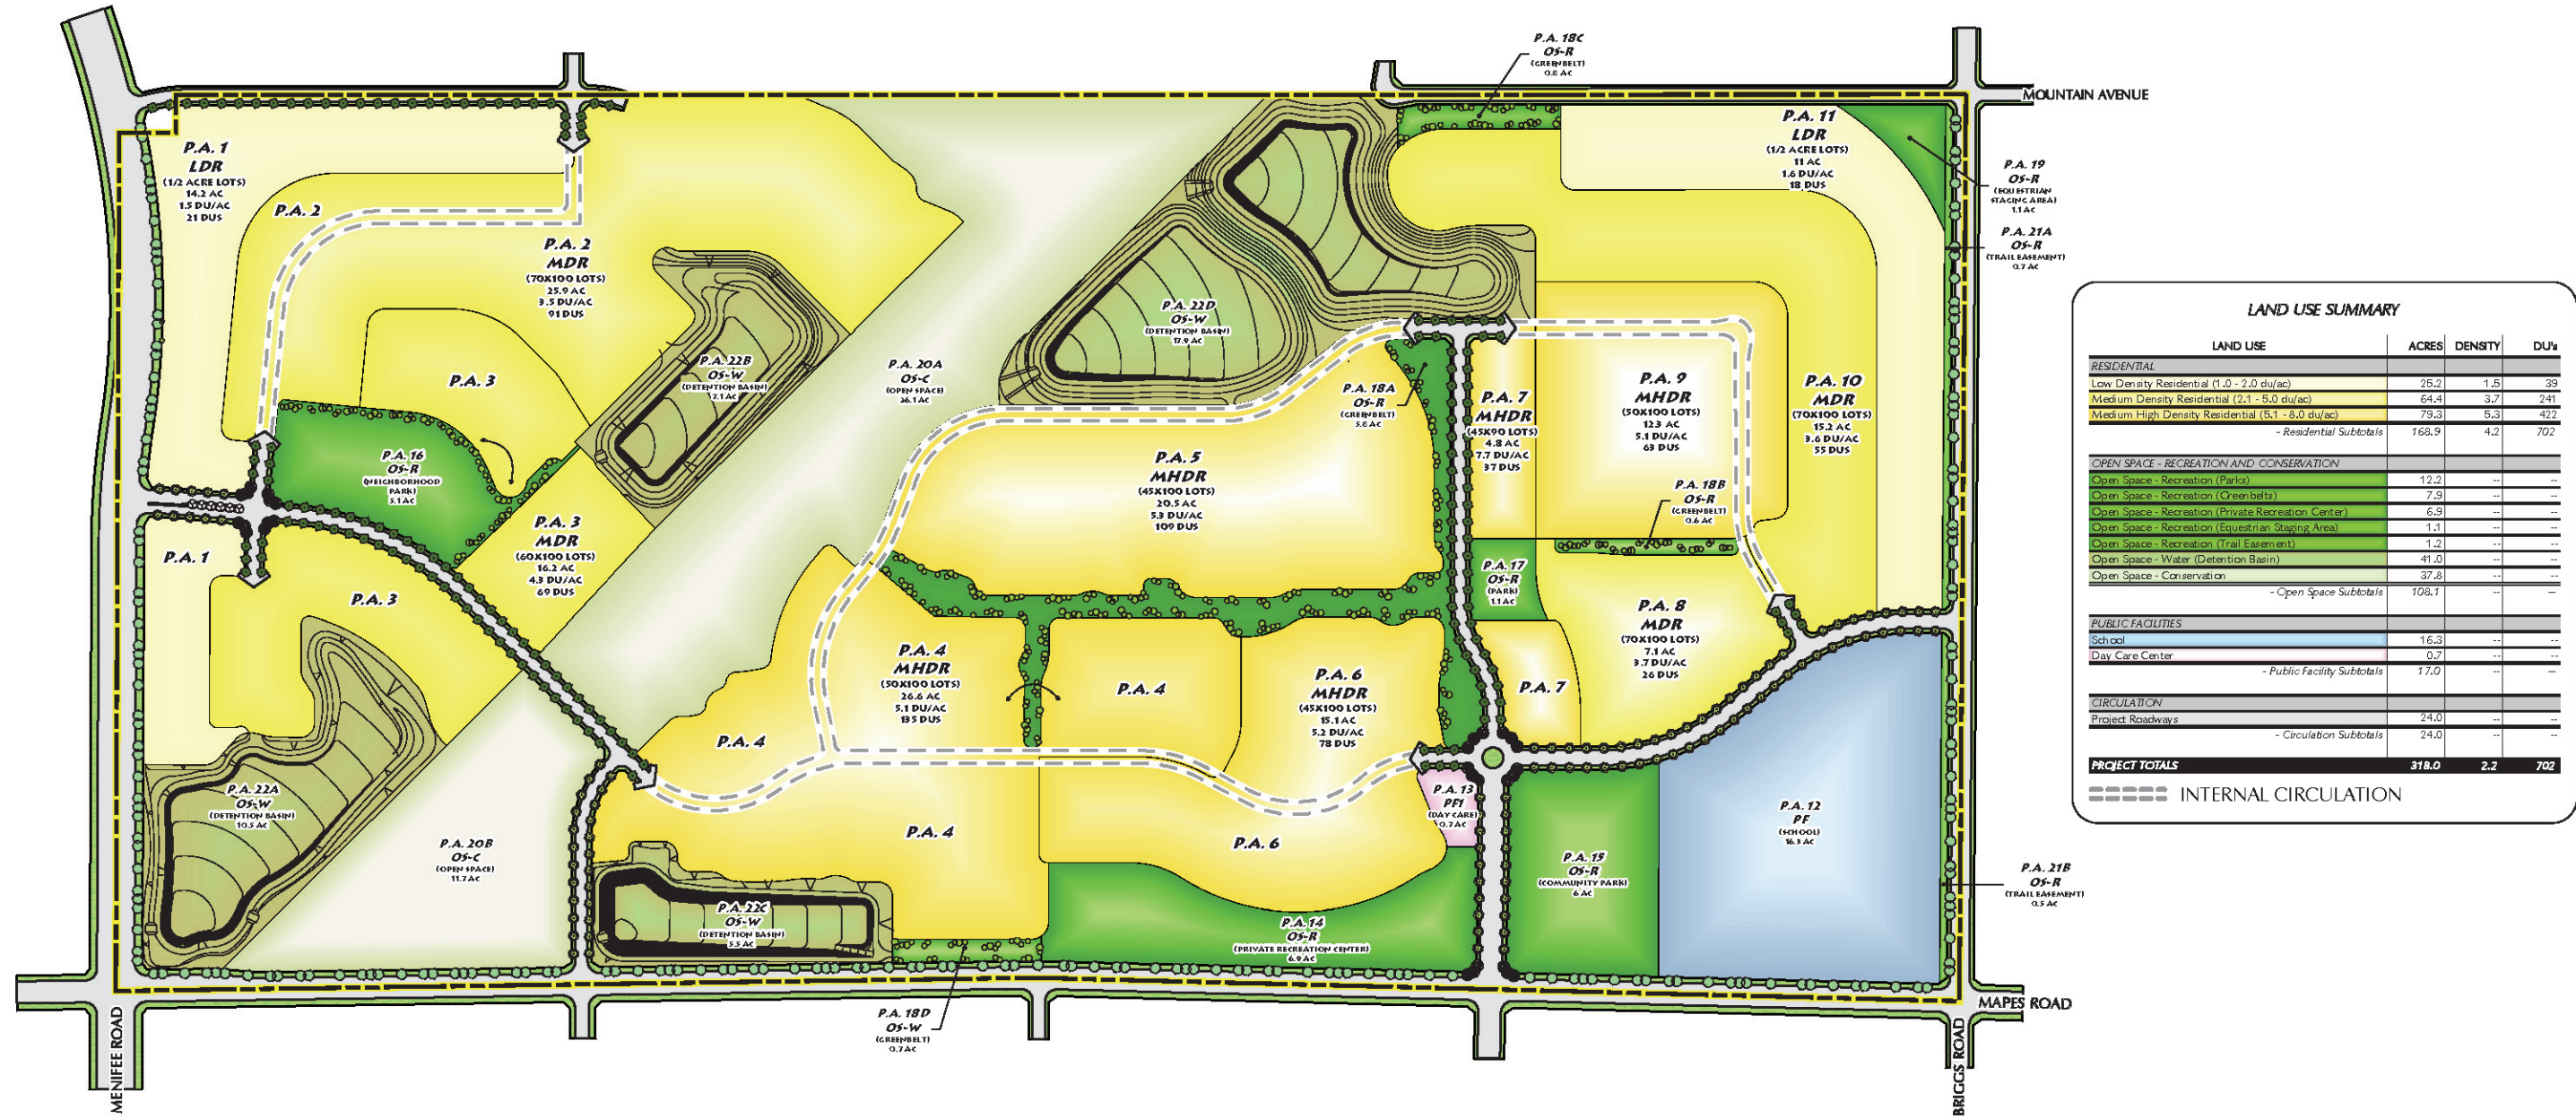 P.A. 18C
OS-R
(GREENBELT)
0.8 AC
MOUNTAIN AVENUE
P.A. 1
LDR
(1/2 ACRE LOTS)
14.2 AC
1.5 DU/AC
21 DUS
P.A. 2
P.A. 2
MDR
(70X100 LOTS)
25.9 AC
3.5 DU/AC
91 DUS
P.A. 11
LDR
(1/2 ACRE LOTS)
11 AC
1.6 DU/AC
18 DUS
P.A. 19
OS-R
(EQUESTRIAN
STAGING AREA)
1.1 AC
P.A. 21A
OS-R
(TRAIL EASEMENT)
0.7 AC
P.A. 22D
OS-W
(DETENTION BASIN)
17.9 AC
P.A. 3
P.A. 22B
OS-W
(DETENTION BASIN)
7.1 AC
P.A. 20A
OS-C
(OPEN SPACE)
26.1 AC
P.A. 18A
OS-R
(GREENBELT)
5.8 AC
P.A. 7
MHDR
(45X90 LOTS)
4.8 AC
7.7 DU/AC
37 DUS
P.A. 9
MHDR
(50X100 LOTS)
12.3 AC
5.1 DU/AC
63 DUS
P.A. 10
MDR
(70X100 LOTS)
15.2 AC
3.6 DU/AC
55 DUS
P.A. 16
OS-R
(NEIGHBORHOOD
PARK)
5.1 AC
P.A. 5
MHDR
(45X100 LOTS)
20.5 AC
5.3 DU/AC
109 DUS
P.A. 18B
OS-R
(GREENBELT)
0.6 AC
P.A. 1
P.A. 3
MDR
(60X100 LOTS)
16.2 AC
4.3 DU/AC
69 DUS
P.A. 3
P.A. 17
OS-R
(PARK)
1.1 AC
P.A. 8
MDR
(70X100 LOTS)
7.1 AC
3.7 DU/AC
26 DUS
P.A. 4
MHDR
(50X100 LOTS)
26.6 AC
5.1 DU/AC
135 DUS
P.A. 4
P.A. 6
MHDR
(45X100 LOTS)
15.1 AC
5.2 DU/AC
78 DUS
P.A. 7
P.A. 4
P.A. 22A
OS-W
(DETENTION BASIN)
10.5 AC
P.A. 13
PF1
(DAY CARE)
0.7 AC
P.A. 12
PF
(SCHOOL)
16.3 AC
P.A. 4
P.A. 6
P.A. 20B
OS-C
(OPEN SPACE)
11.7 AC
P.A. 15
OS-R
(COMMUNITY PARK)
6 AC
P.A. 21B
OS-R
(TRAIL EASEMENT)
0.5 AC
P.A. 22C
OS-W
(DETENTION BASIN)
5.5 AC
P.A. 14
OS-R
(PRIVATE RECREATION CENTER)
6.9 AC
P.A. 18D
OS-W
(GREENBELT)
0.7 AC
MAPES ROAD
MENIFEE ROAD
BRIGGS ROAD
LAND USE SUMMARY
LAND USE ACRES DENSITY DU's
RESIDENTIAL
Low Density Residential (1.0 - 2.0 du/ac) 25.2 1.5 39
Medium Density Residential (2.1 - 5.0 du/ac) 64.4 3.7 241
Medium High Density Residential (5.1 - 8.0 du/ac) 79.3 5.3 422
- Residential Subtotals 168.9 4.2 702
OPEN SPACE - RECREATION AND CONSERVATION
Open Space - Recreation (Parks) 12.2 -- --
Open Space - Recreation (Greenbelts) 7.9 -- --
Open Space - Recreation (Private Recreation Center) 6.9 -- --
Open Space - Recreation (Equestrian Staging Area) 1.1 -- --
Open Space - Recreation (Trail Easement) 1.2 -- --
Open Space - Water (Detention Basin) 41.0 -- --
Open Space - Conservation 37.8 -- --
- Open Space Subtotals 108.1 -- --
PUBLIC FACILITIES
School 16.3 -- --
Day Care Center 0.7 -- --
- Public Facility Subtotals 17.0 -- --
CIRCULATION
Project Roadways 24.0 -- --
- Circulation Subtotals 24.0 -- --
PROJECT TOTALS 318.0 2.2 702
INTERNAL CIRCULATION